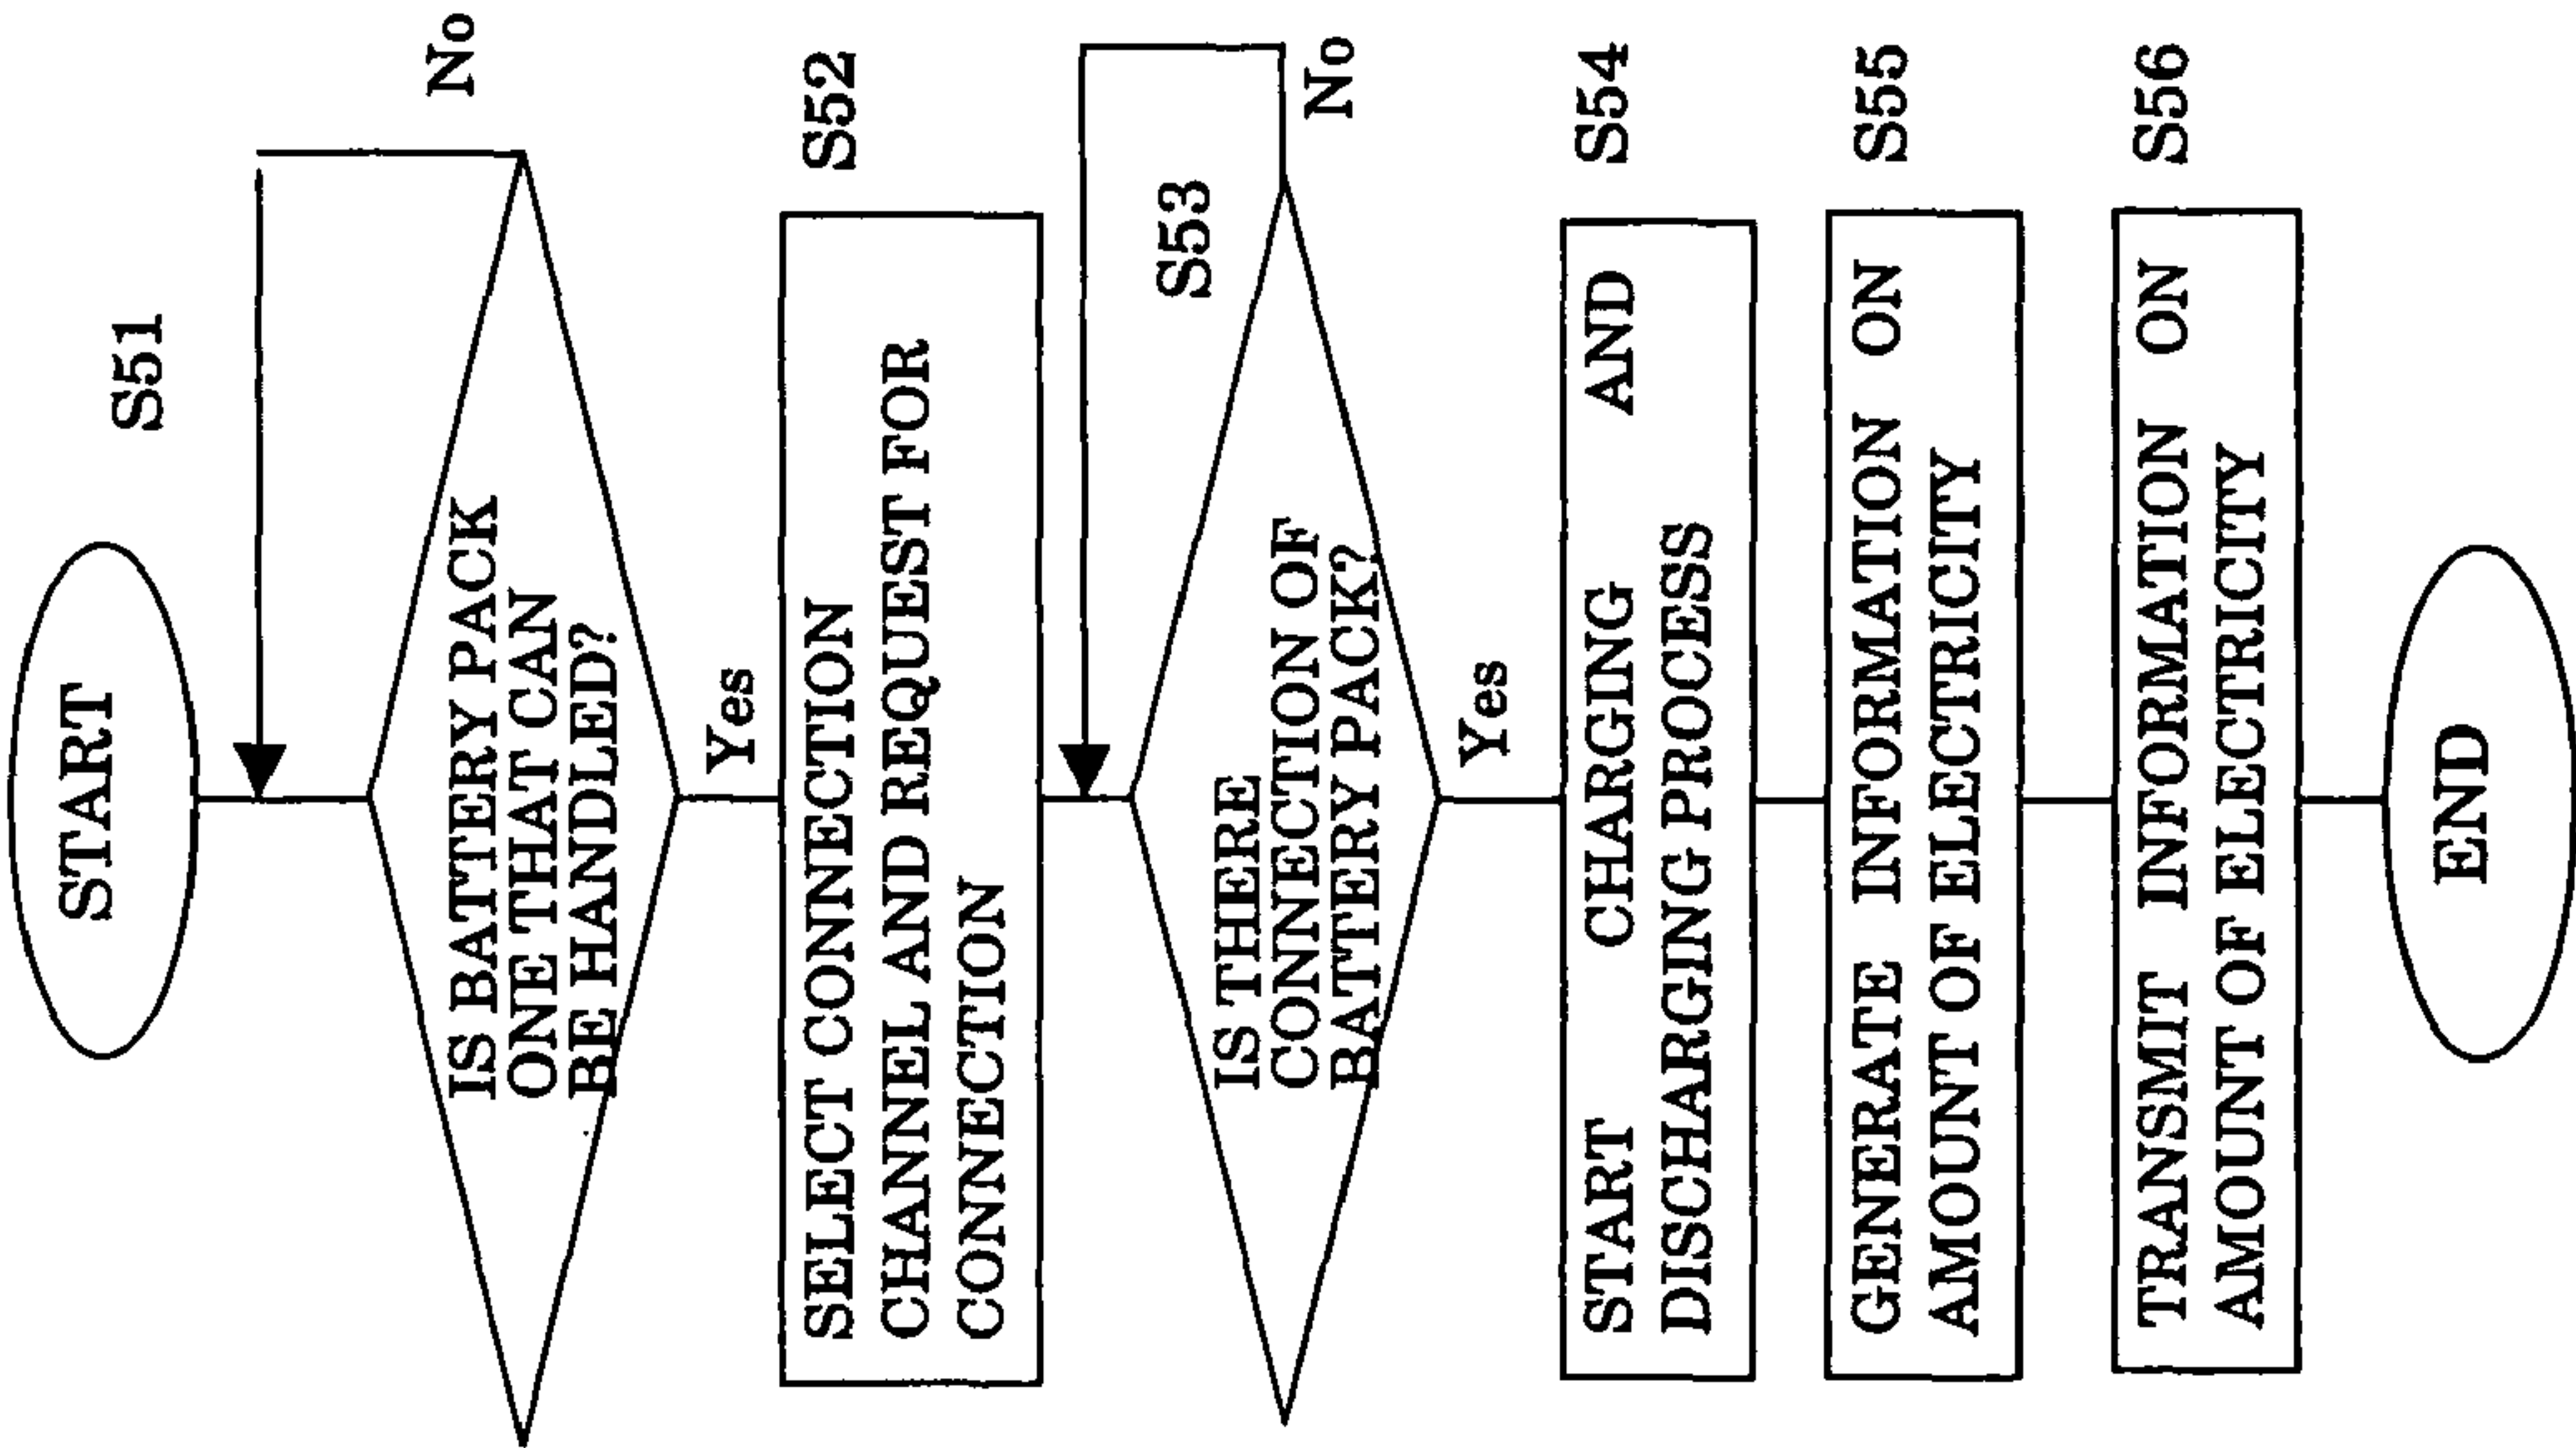 START
S51
No
IS BATTERY PACK
ONE THAT CAN
BE HANDLED?
Yes
S52
SELECT CONNECTION
CHANNEL AND REQUEST FOR
CONNECTION
S53
No
IS THERE
CONNECTION OF
BATTERY PACK?
Yes
S54
START CHARGING AND
DISCHARGING PROCESS
S55
GENERATE INFORMATION ON
AMOUNT OF ELECTRICITY
S56
TRANSMIT INFORMATION ON
AMOUNT OF ELECTRICITY
END